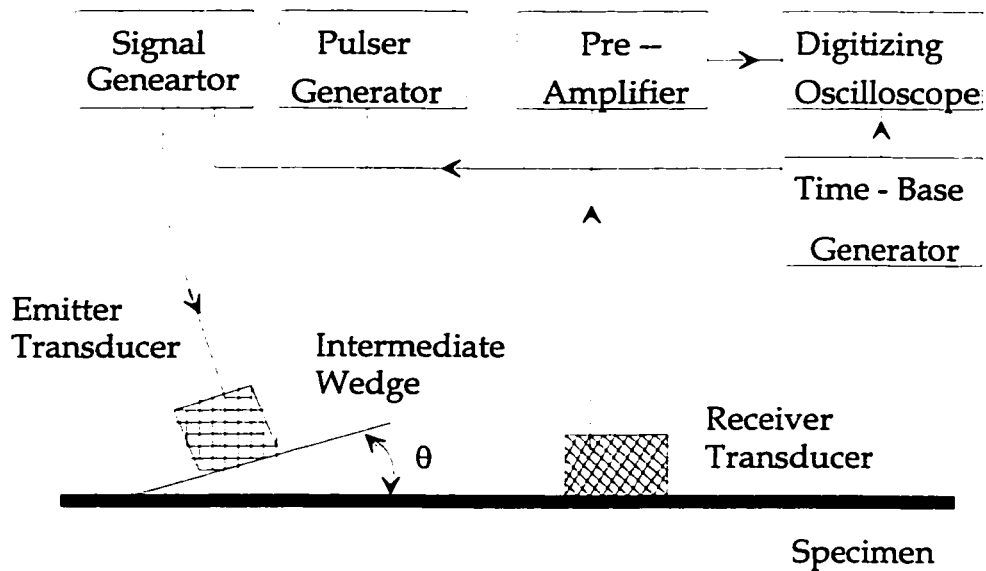 Signal
Geneartor
Pulser
Generator
Pre –
Amplifier
Digitizing
Oscilloscope
Time - Base
Generator
Emitter
Transducer
Intermediate
Wedge
θ
Receiver
Transducer
Specimen